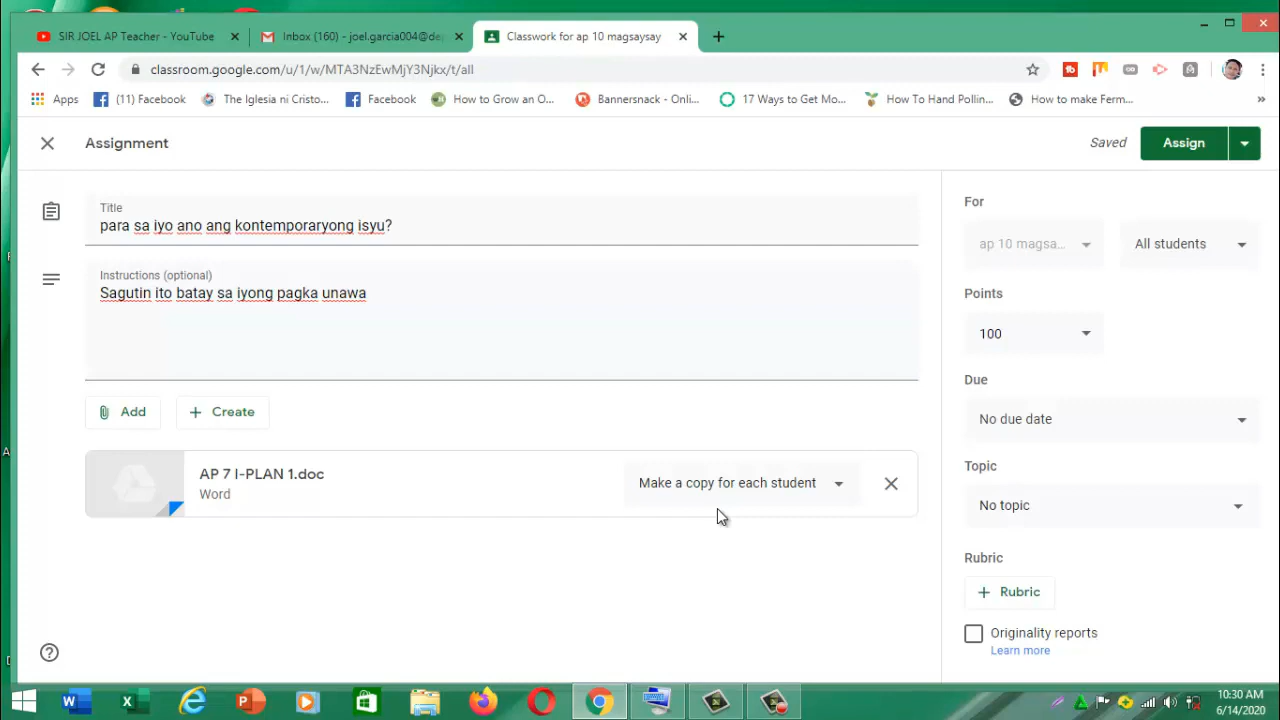 SIR JOEL AP Teacher - YouTube
Inbox (160) - joel.garcia004@de
Classwork for ap 10 magsaysay
classroom.google.com/u/1/w/MTA3NzEwMjY3Njkx/t/all
Apps
(11) Facebook
The Iglesia ni Cristo...
Facebook
How to Grow an O...
Bannersnack - Onli...
17 Ways to Get Mo...
How To Hand Pollin...
How to make Ferm...
Assignment
Saved
Assign
Title
para sa iyo ano ang kontemporaryong isyu?
Instructions (optional)
Sagutin ito batay sa iyong pagka unawa
Add
Create
AP 7 I-PLAN 1.doc
Word
Make a copy for each student
For
ap 10 magsa...
All students
Points
100
Due
No due date
Topic
No topic
Rubric
Rubric
Originality reports
Learn more
10:30 AM
6/14/2020